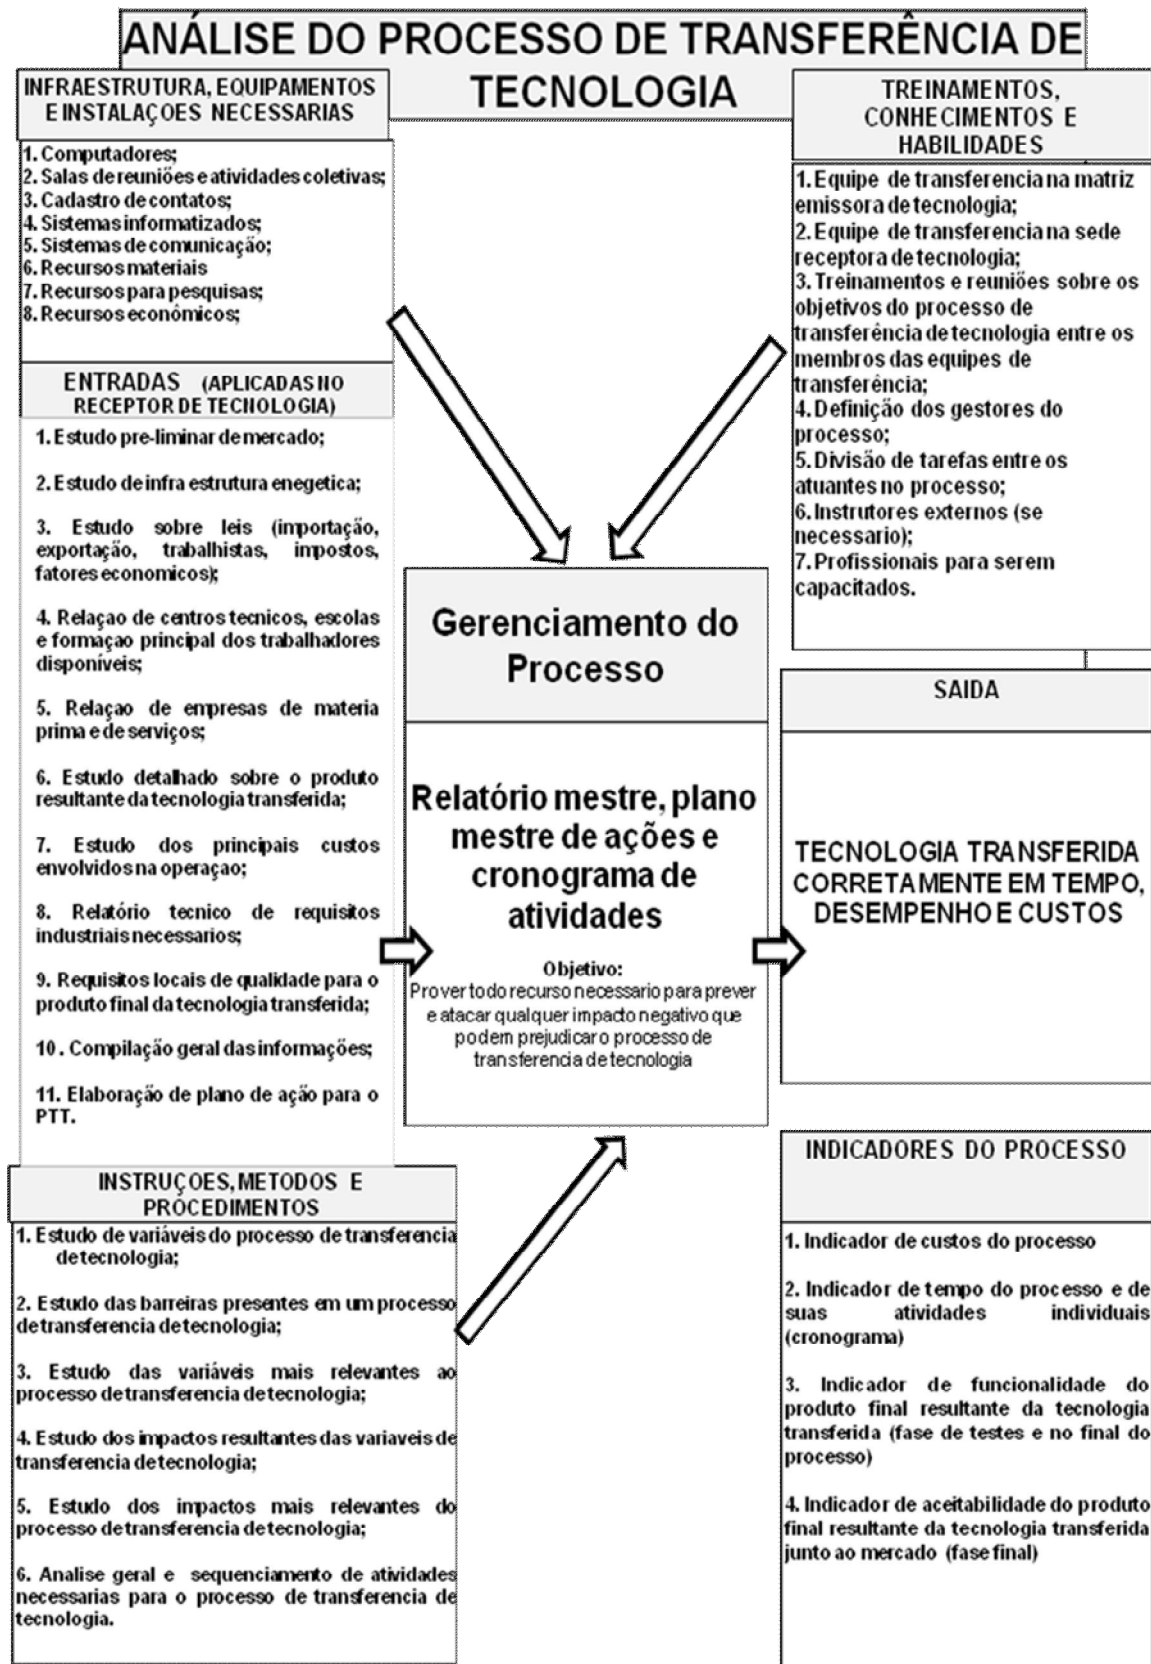 ANÁLISE DO PROCESSO DE TRANSFERÊNCIA DE
TECNOLOGIA
INFRAESTRUTURA, EQUIPAMENTOS
E INSTALAÇOES NECESSARIAS
1. Computadores;
2. Salas de reuniões e atividades coletivas;
3. Cadastro de contatos;
4. Sistemas informatizados;
5. Sistemas de comunicação;
6. Recursos materiais
7. Recursos para pesquisas;
8. Recursos econômicos;
ENTRADAS (APLICADAS NO
RECEPTOR DE TECNOLOGIA)
1. Estudo pre-liminar de mercado;
2. Estudo de infra estrutura enegetica;
3. Estudo sobre leis (importação,
exportação, trabalhistas, impostos,
fatores economicos);
4. Relaçao de centros tecnicos, escolas
e formaçao principal dos trabalhadores
disponíveis;
5. Relaçao de empresas de materia
prima e de serviços;
6. Estudo detalhado sobre o produto
resultante da tecnologia transferida;
7. Estudo dos principais custos
envolvidos na operaçao;
8. Relatório tecnico de requisitos
industriais necessarios;
9. Requisitos locais de qualidade para o
produto final da tecnologia transferida;
10. Compilação geral das informações;
11. Elaboração de plano de ação para o
PTT.
INSTRUÇOES, METODOS E
PROCEDIMENTOS
1. Estudo de variáveis do processo de transferencia
de tecnologia;
2. Estudo das barreiras presentes em um processo
de transferencia de tecnologia;
3. Estudo das variáveis mais relevantes ao
processo de transferencia de tecnologia;
4. Estudo dos impactos resultantes das variaveis de
transferencia de tecnologia;
5. Estudo dos impactos mais relevantes do
processo de transferencia de tecnologia;
6. Analise geral e sequenciamento de atividades
necessarias para o processo de transferencia de
tecnologia.
Gerenciamento do
Processo
Relatório mestre, plano
mestre de ações e
cronograma de
atividades
Objetivo:
Prover todo recurso necessario para prever
e atacar qualquer impacto negativo que
podem prejudicar o processo de
transferencia de tecnologia
TREINAMENTOS,
CONHECIMENTOS E
HABILIDADES
1. Equipe de transferencia na matriz
emissora de tecnologia;
2. Equipe de transferencia na sede
receptora de tecnologia;
3. Treinamentos e reuniões sobre os
objetivos do processo de
transferência de tecnologia entre os
membros das equipes de
transferência;
4. Definição dos gestores do
processo;
5. Divisão de tarefas entre os
atuantes no processo;
6. Instrutores externos (se
necessario);
7. Profissionais para serem
capacitados.
SAIDA
TECNOLOGIA TRANSFERIDA
CORRETAMENTE EM TEMPO,
DESEMPENHO E CUSTOS
INDICADORES DO PROCESSO
1. Indicador de custos do processo
2. Indicador de tempo do processo e de
suas atividades individuais
(cronograma)
3. Indicador de funcionalidade do
produto final resultante da tecnologia
transferida (fase de testes e no final do
processo)
4. Indicador de aceitabilidade do produto
final resultante da tecnologia transferida
junto ao mercado (fase final)